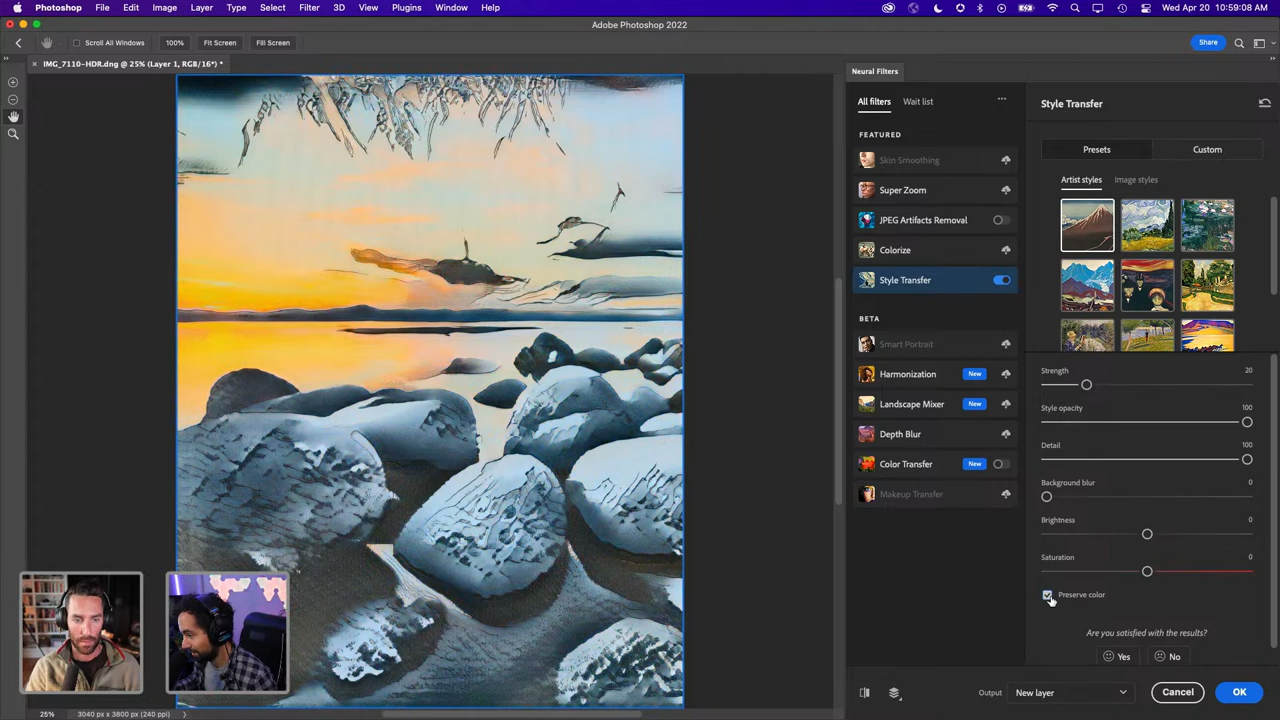 Photoshop File Edit Image Layer Type Select Filter 3D View Plugins Window Help Wed Apr 20 10:59:08 AM
Adobe Photoshop 2022
Scroll All Windows 100% Fit Screen Fill Screen Share
IMG_7110-HDR.dng @ 25% (Layer 1, RGB/16*) *
Neural Filters
All filters Wait list
Style Transfer
FEATURED
Presets Custom
Skin Smoothing
Artist styles Image styles
Super Zoom
JPEG Artifacts Removal
Colorize
Style Transfer
BETA
Smart Portrait
Harmonization New
Landscape Mixer New
Depth Blur
Color Transfer New
Makeup Transfer
Strength 20
Style opacity 100
Detail 100
Background blur 0
Brightness 0
Saturation 0
Preserve color
Are you satisfied with the results?
Yes No
Output New layer Cancel OK
25% 3040 px x 3800 px (240 ppi)